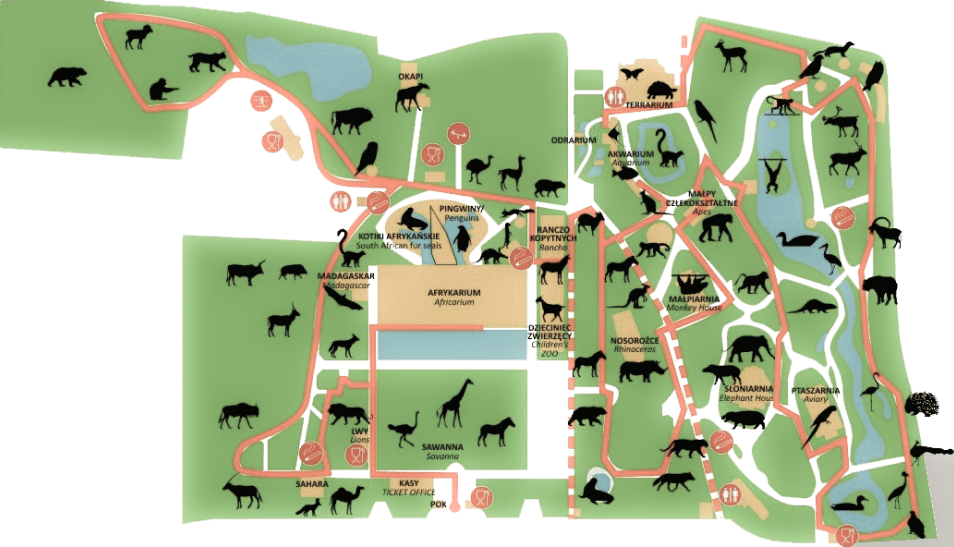 OKAPI
TERRARIUM
ODRARIUM
AKWARIUM
Aquarium
MAŁPY
CZŁEKOKSZTAŁTNE
Apes
PINGWINY/
Penguins
KOTIKI AFRYKAŃSKIE
South African fur seals
RANCZO
KOPYTNYCH
Rancho
MADAGASKAR
Madagascar
AFRYKARIUM
Africarium
MAŁPIARNIA
Monkey House
DZIECINIEC
ZWIERZĘCY
Children's
ZOO
NOSOROŻCE
Rhinoceros
SŁONIARNIA
Elephant Hou
PTASZARNIA
Aviary
LWY
Lions
SAWANNA
Savanna
SAHARA
KASY
TICKET OFFICE
POK